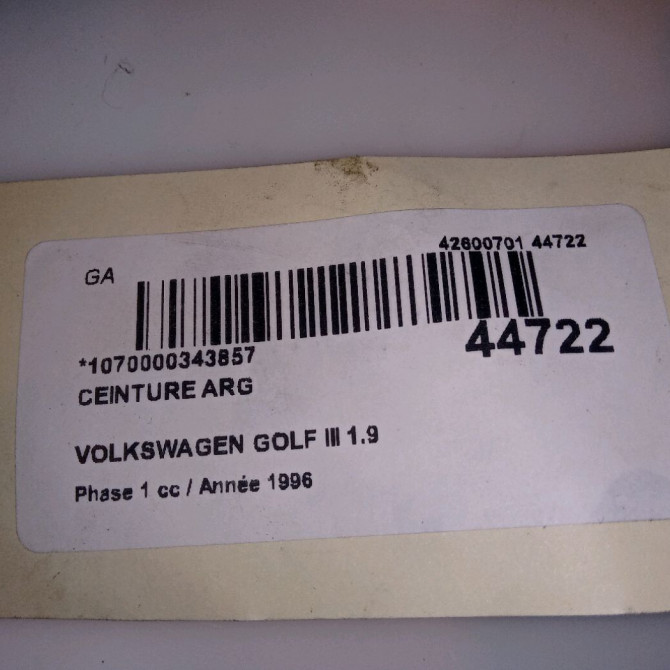 42600701 44722
GA
44722
*1070000343857
CEINTURE ARG
VOLKSWAGEN GOLF III 1.9
Phase 1 cc / Année 1996